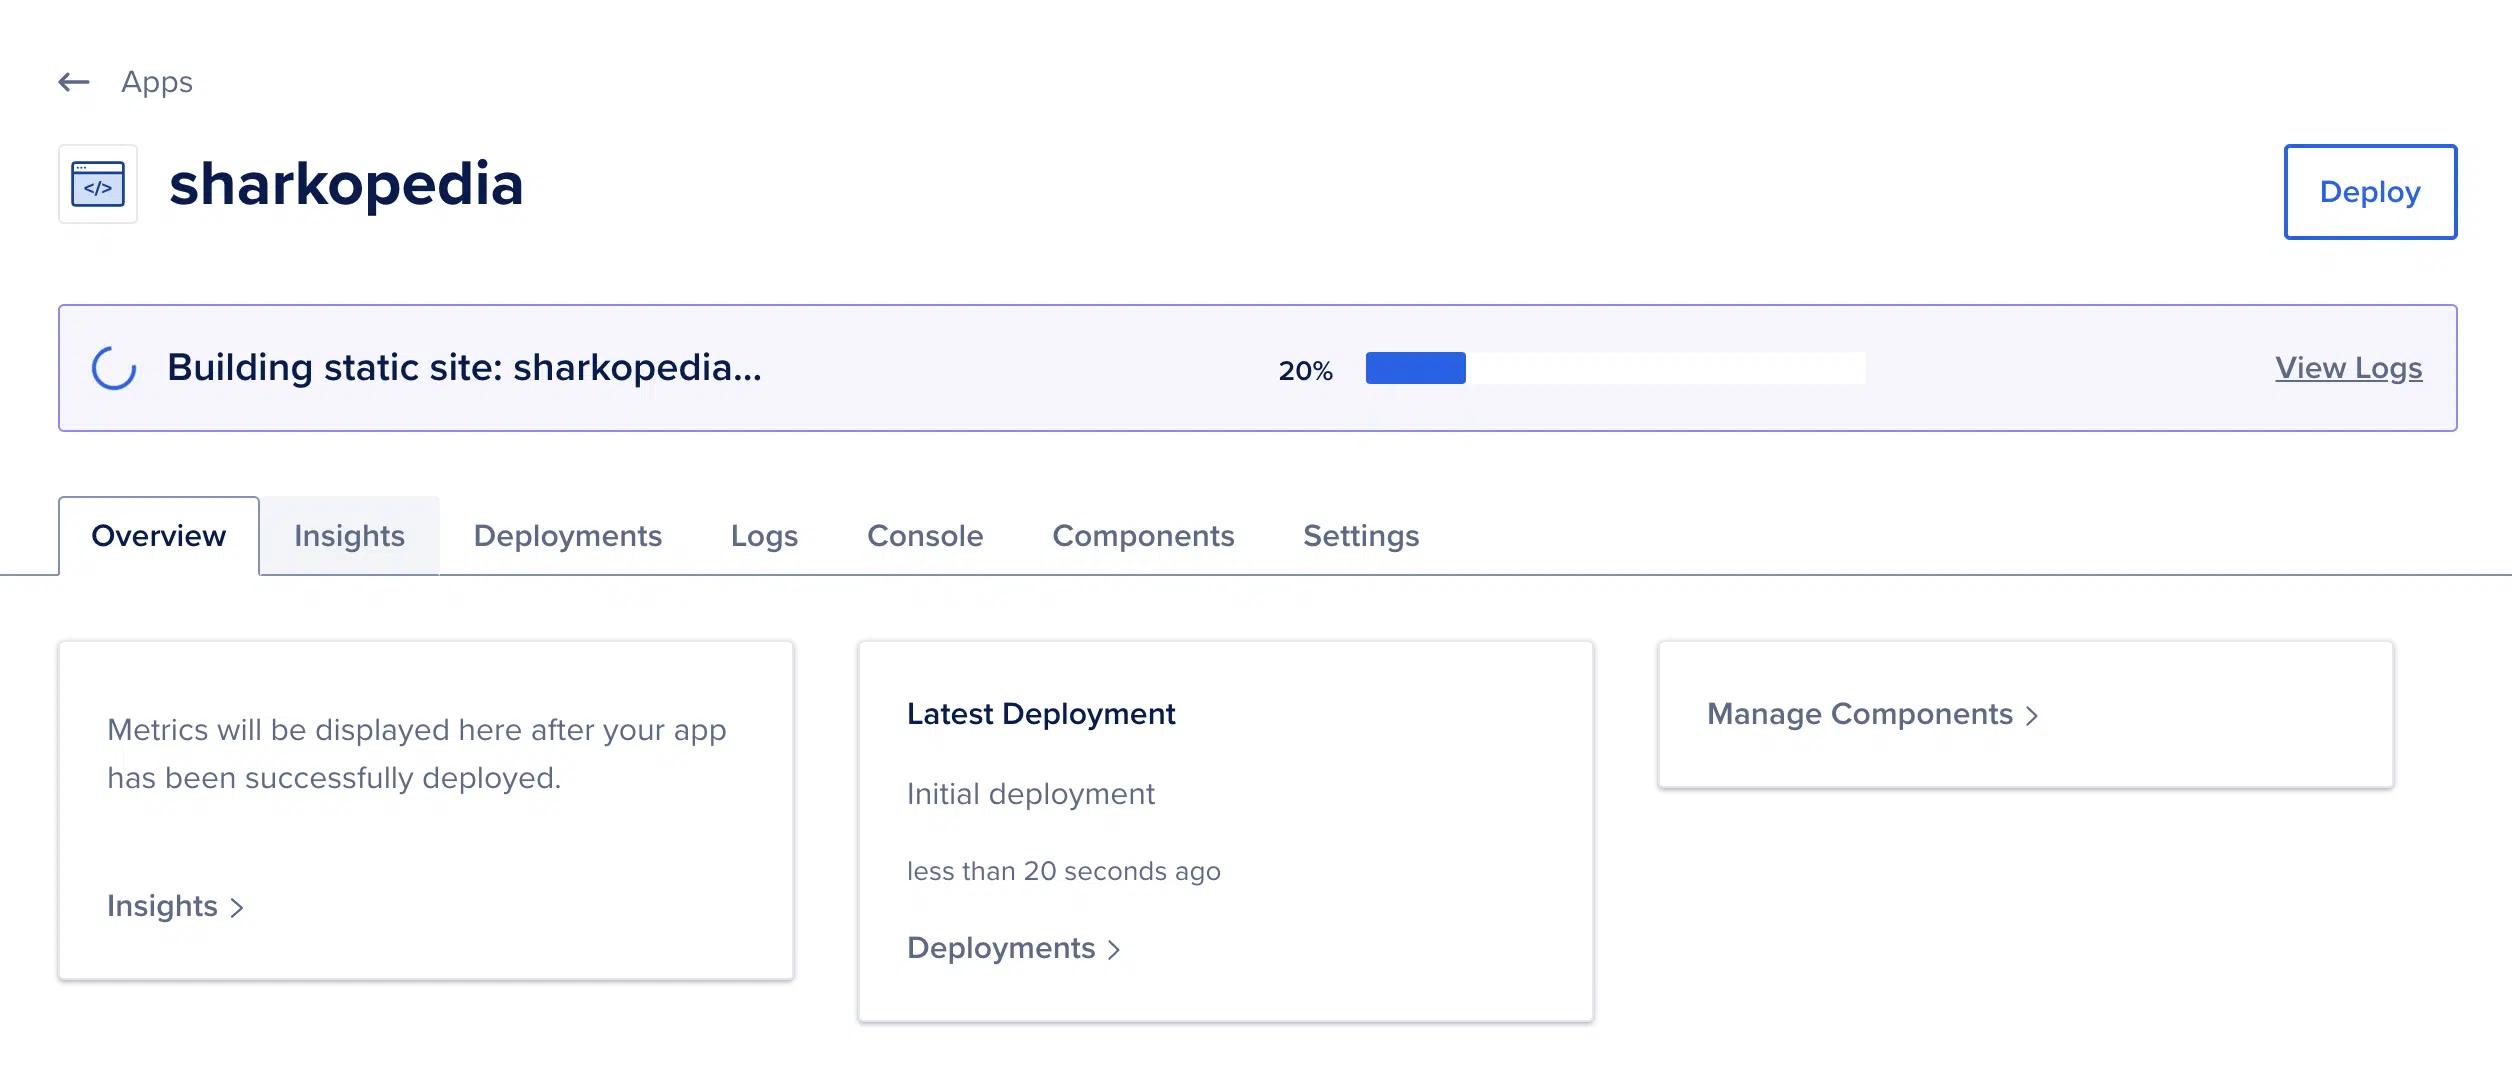 Apps
</>
sharkopedia
Deploy
Building static site: sharkopedia...
20%
View Logs
Overview
Insights
Deployments
Logs
Console
Components
Settings
Metrics will be displayed here after your app
has been successfully deployed.
Insights >
Latest Deployment
Initial deployment
less than 20 seconds ago
Deployments >
Manage Components >